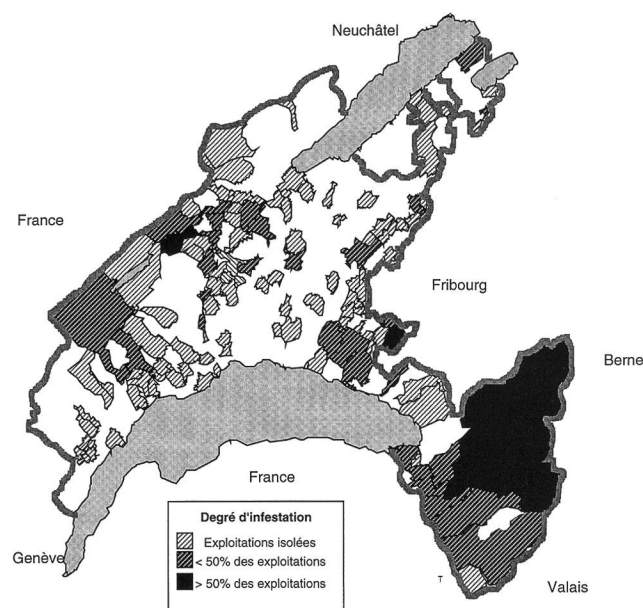 Neuchâtel
France
Fribourg
Berne
France
Degré d'infestation
Exploitations isolées
< 50% des exploitations
> 50% des exploitations
Genève
T
Valais